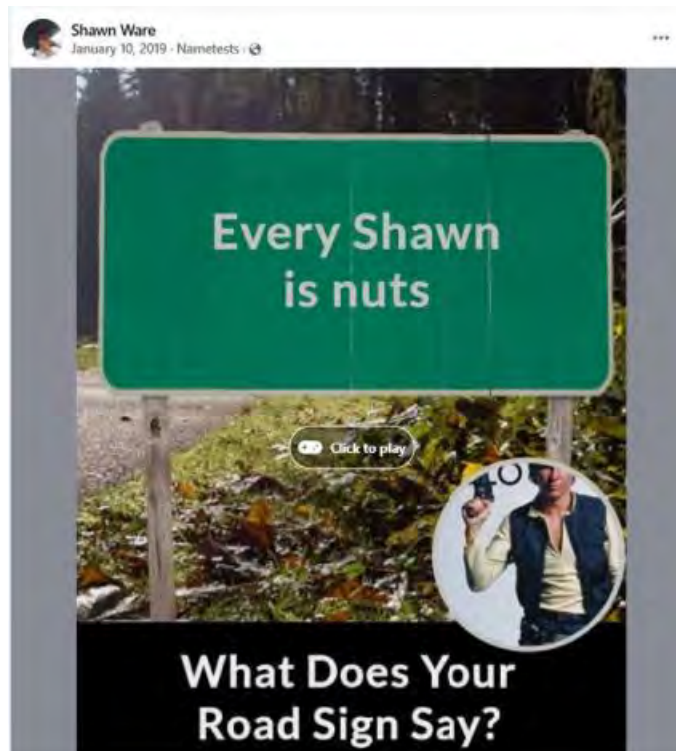 Shawn Ware
January 10, 2019 · Nametests ·
Every Shawn
is nuts
Click to play
What Does Your
Road Sign Say?